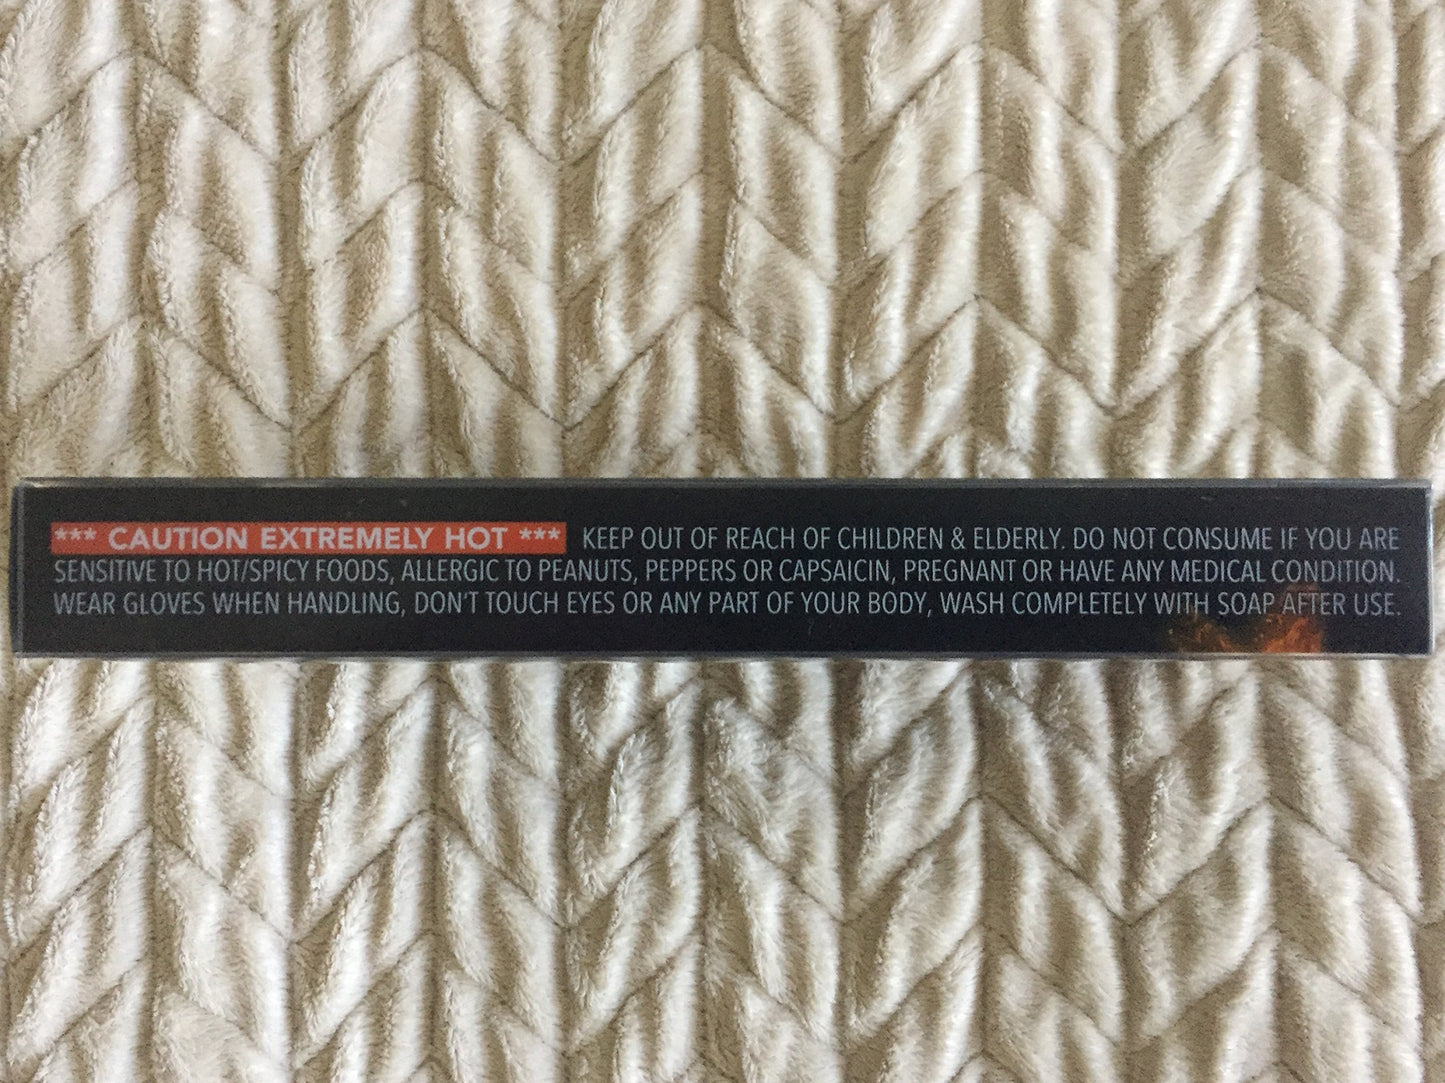 *** CAUTION EXTREMELY HOT *** KEEP OUT OF REACH OF CHILDREN & ELDERLY. DO NOT CONSUME IF YOU ARE
SENSITIVE TO HOT/SPICY FOODS, ALLERGIC TO PEANUTS, PEPPERS OR CAPSAICIN, PREGNANT OR HAVE ANY MEDICAL CONDITION.
WEAR GLOVES WHEN HANDLING, DON'T TOUCH EYES OR ANY PART OF YOUR BODY, WASH COMPLETELY WITH SOAP AFTER USE.